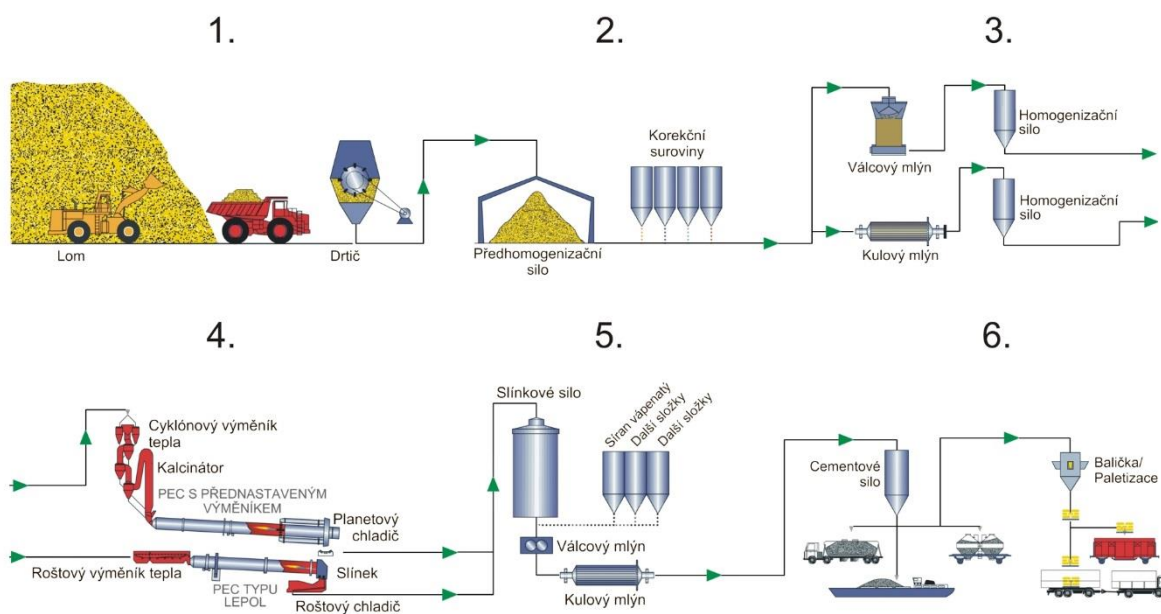 1.
2.
3.
Lom
Drtič
Předhomogenizační
silo
Korekční
suroviny
Válcový mlýn
Homogenizační
silo
Kulový mlýn
Homogenizační
silo
4.
5.
6.
Cyklónový výměník
tepla
Kalcinátor
PEC S PŘEDNASTAVENÝM
VÝMĚNÍKEM
Planetový
chladič
Roštový výměník tepla
PEC TYPU
LEPOL
Slínek
Roštový chladič
Slínkové silo
Síran vápenatý
Další složky
Další složky
Válcový mlýn
Kulový mlýn
Cementové
silo
Balička/
Paletizace